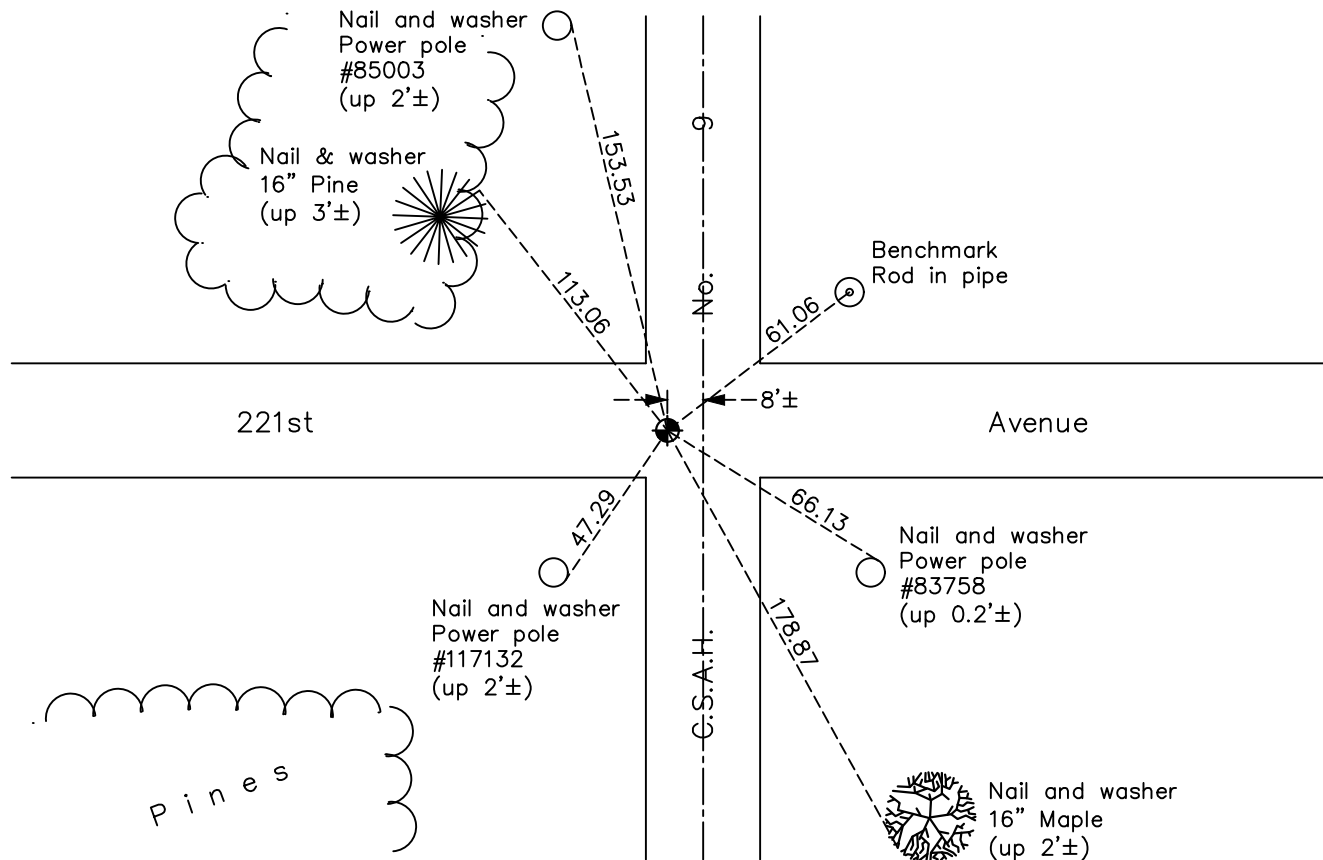 Nail and washer
Power pole
#85003
(up 2'±)
153.53
No. 9
Nail & washer
16" Pine
(up 3'±)
113.06
Benchmark
Rod in pipe
61.06
8'±
221st Avenue
47.29
66.13
Nail and washer
Power pole
#83758
(up 0.2'±)
Nail and washer
Power pole
#117132
(up 2'±)
178.87
C.S.A.H.
Pines
Nail and washer
16" Maple
(up 2'±)